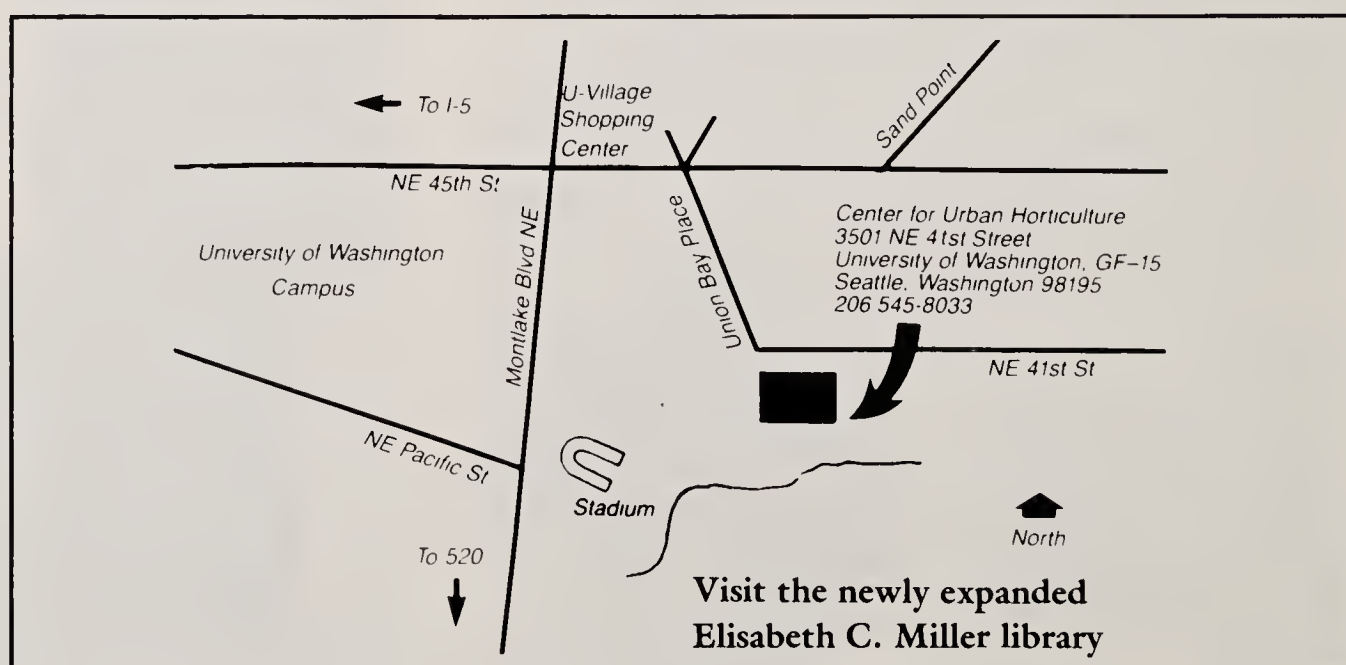 To I-5
U-Village
Shopping
Center
Sand Point
NE 45th St
Montlake Blvd NE
Union Bay Place
University of Washington
Campus
Center for Urban Horticulture
3501 NE 41st Street
University of Washington, GF-15
Seattle, Washington 98195
206 545-8033
NE 41st St
NE Pacific St
Stadium
North
To 520
Visit the newly expanded
Elisabeth C. Miller library